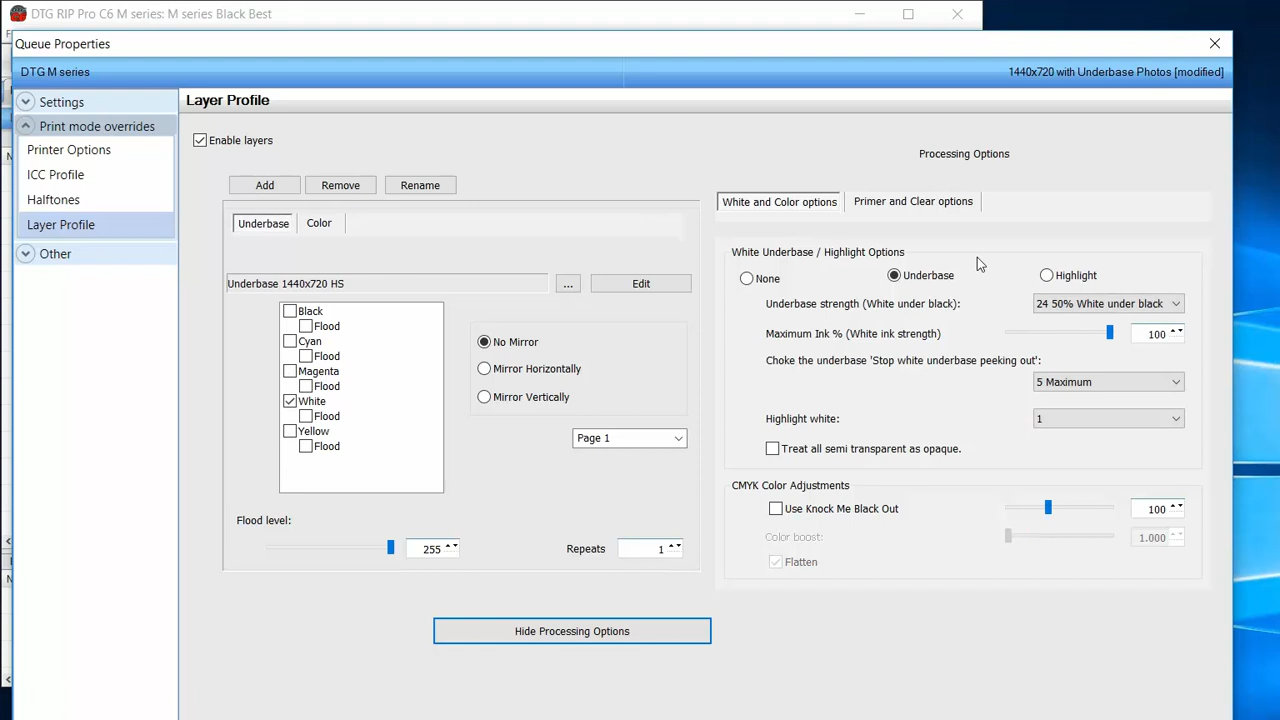 DTG RIP Pro C6 M series: M series Black Best
Queue Properties
DTG M series
1440x720 with Underbase Photos [modified]
Settings
Print mode overrides
Printer Options
ICC Profile
Halftones
Layer Profile
Other
Layer Profile
Enable layers
Add
Remove
Rename
Underbase
Color
Underbase 1440x720 HS
...
Edit
Black
Flood
Cyan
Flood
Magenta
Flood
White
Flood
Yellow
Flood
No Mirror
Mirror Horizontally
Mirror Vertically
Page 1
Flood level:
255
Repeats
1
Hide Processing Options
Processing Options
White and Color options
Primer and Clear options
White Underbase / Highlight Options
None
Underbase
Highlight
Underbase strength (White under black):
24 50% White under black
Maximum Ink % (White ink strength)
100
Choke the underbase 'Stop white underbase peeking out':
5 Maximum
Highlight white:
1
Treat all semi transparent as opaque.
CMYK Color Adjustments
Use Knock Me Black Out
100
Color boost:
1.000
Flatten